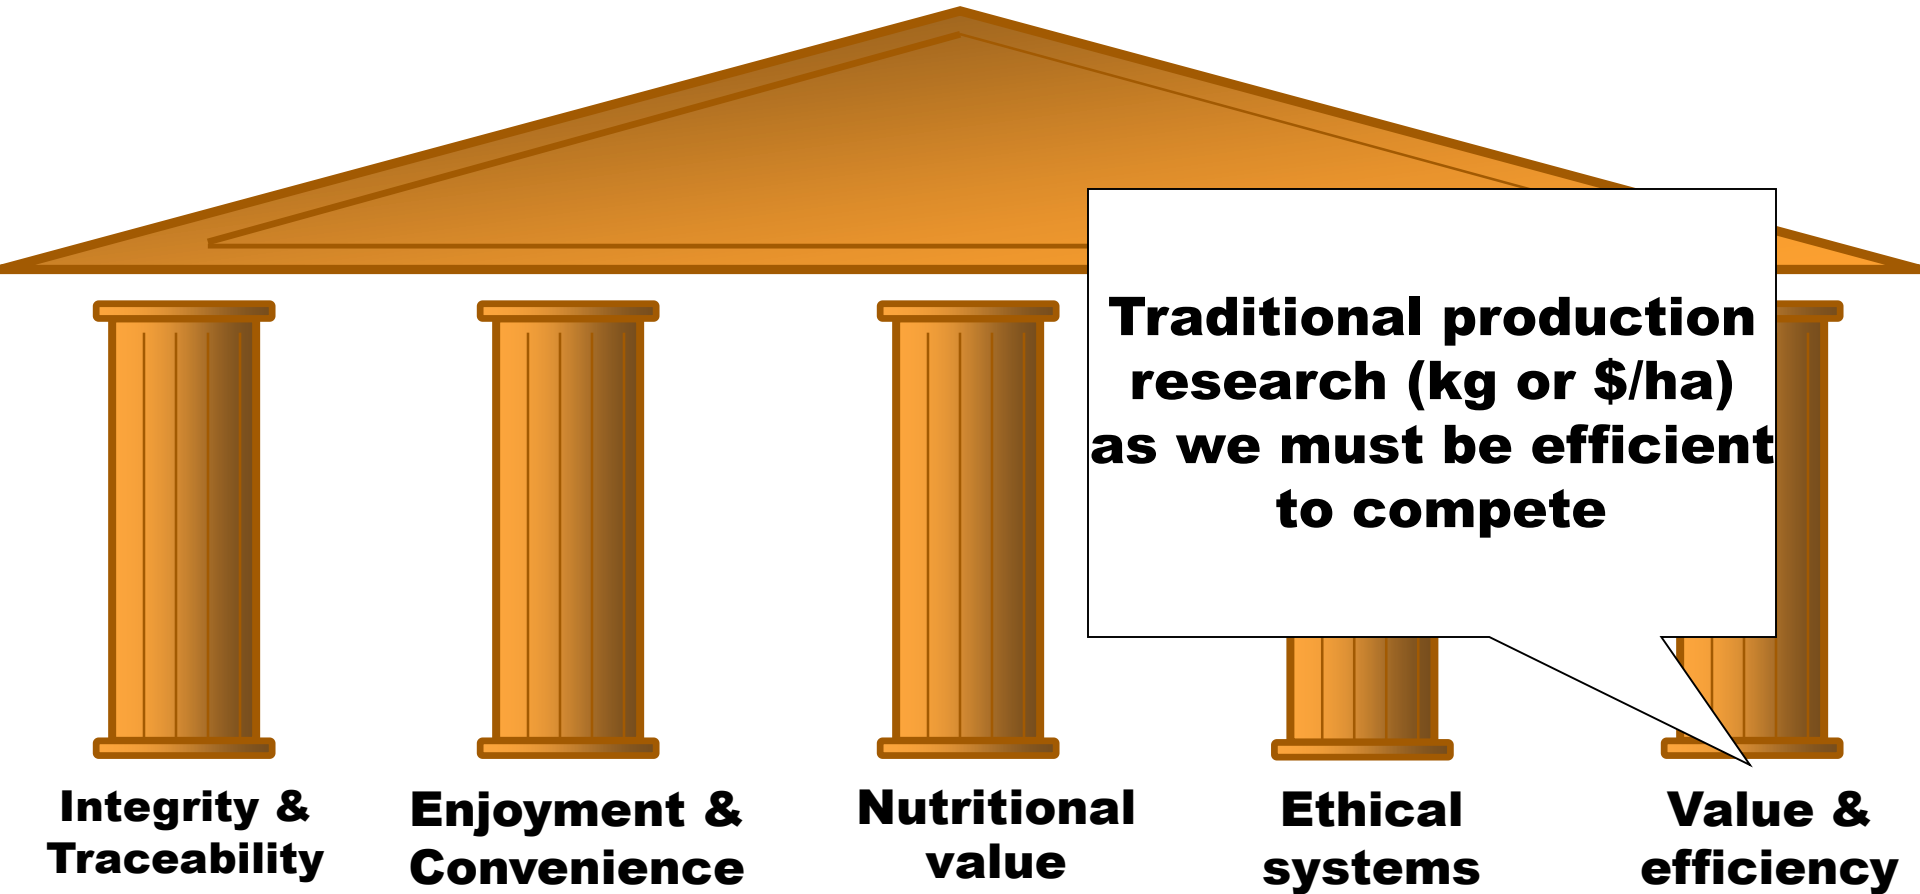 Traditional production
research (kg or $/ha)
as we must be efficient
to compete
Integrity &
Traceability
Enjoyment &
Convenience
Nutritional
value
Ethical
systems
Value &
efficiency